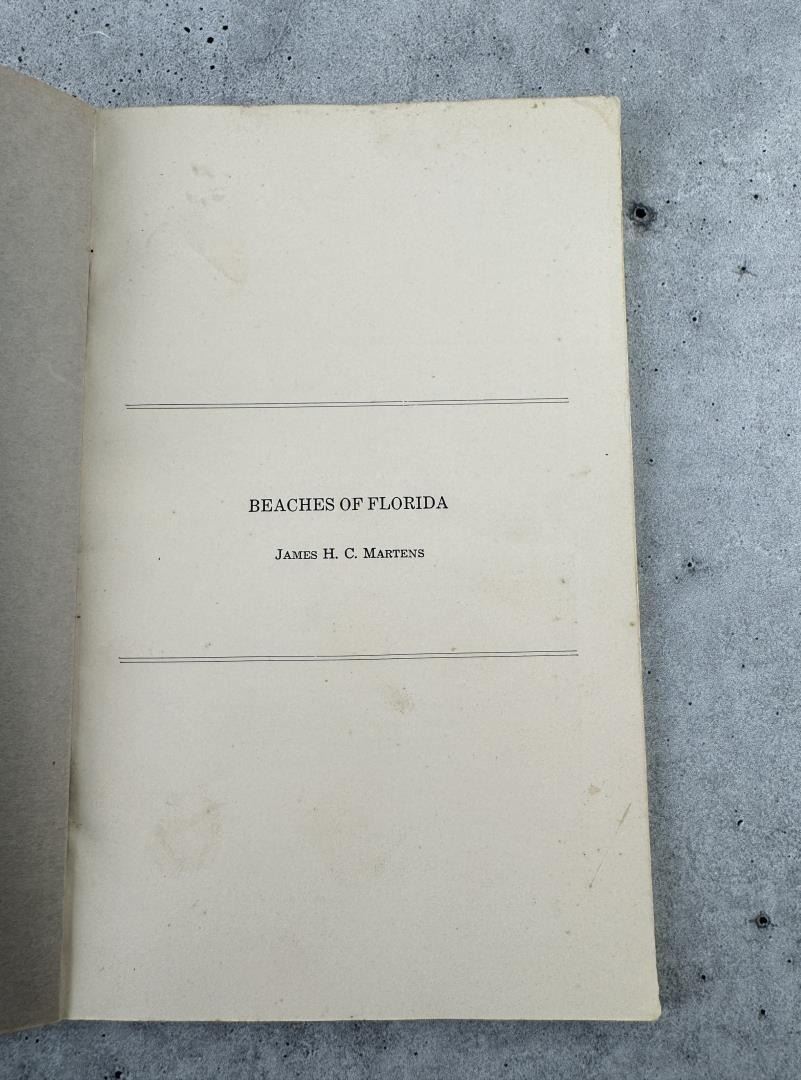 BEACHES OF FLORIDA
James H. C. Martens